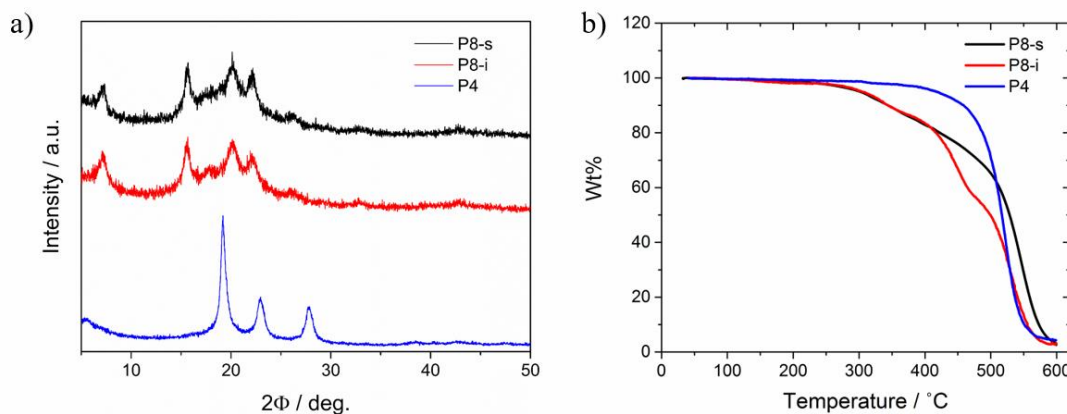 a)
P8-s
P8-i
P4
Intensity / a.u.
10 20 30 40 50
2Φ / deg.
b)
P8-s
P8-i
P4
120
100
80
60
40
20
0
Wt%
0 100 200 300 400 500 600
Temperature / ˚C